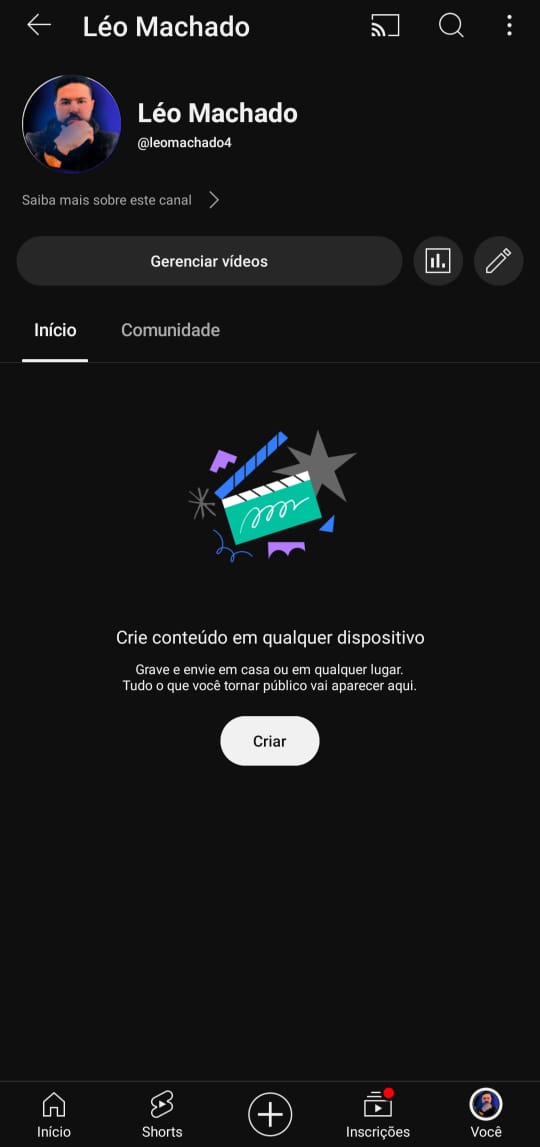 Léo Machado
Léo Machado
@leomachado4
Saiba mais sobre este canal
Gerenciar vídeos
Início Comunidade
Crie conteúdo em qualquer dispositivo
Grave e envie em casa ou em qualquer lugar.
Tudo o que você tornar público vai aparecer aqui.
Criar
Início Shorts Inscrições Você